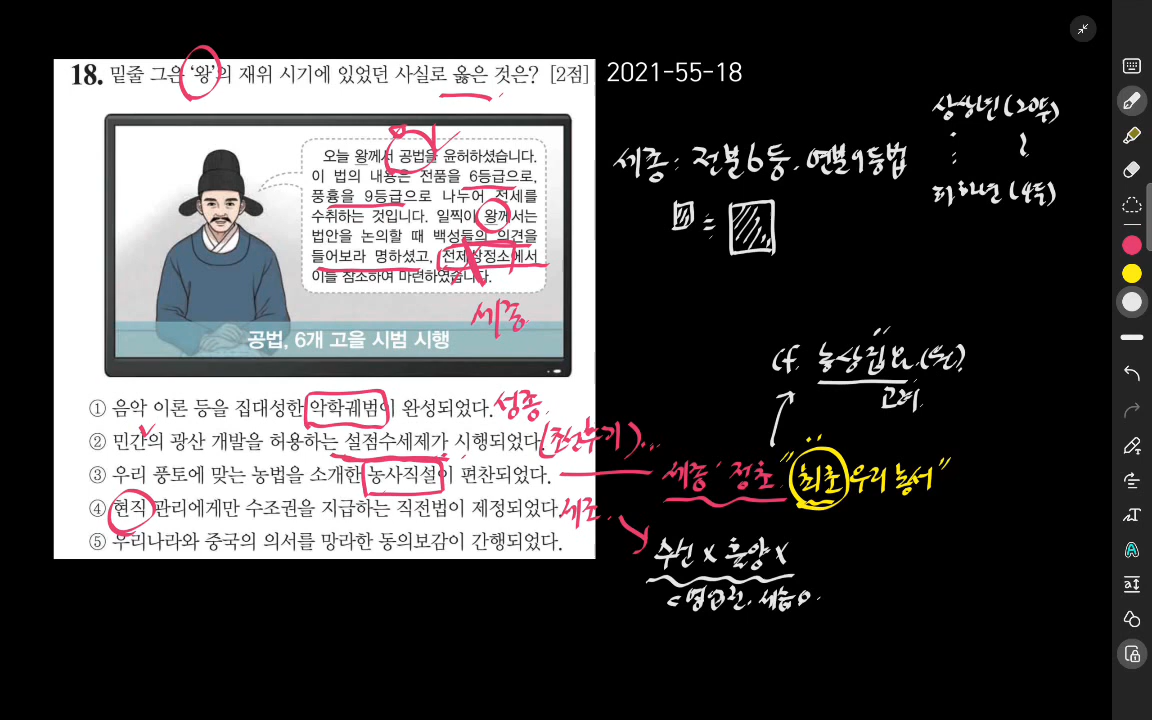 18. 밑줄 그은 '왕'의 재위 시기에 있었던 사실로 옳은 것은? [2점]
2021-55-18
오늘 왕께서 공법을 윤허하셨습니다.
이 법의 내용은 전품을 6등급으로,
풍흉을 9등급으로 나누어 전세를
수취하는 것입니다. 일찍이 왕께서는
법안을 논의할 때 백성들의 의견을
들어보라 명하셨고, 전제상정소에서
이를 참소하여 마련하였습니다.
세종
공법, 6개 고을 시범 시행
① 음악 이론 등을 집대성한 악학궤범이 완성되었다. 성종
② 민간의 광산 개발을 허용하는 설점수세제가 시행되었다. (조선후기)...
③ 우리 풍토에 맞는 농법을 소개한 농사직설이 편찬되었다.
세종 정초 "최초 우리 농서"
④ 현직 관리에게만 수조권을 지급하는 직전법이 제정되었다. 세조
⑤ 우리나라와 중국의 의서를 망라한 동의보감이 간행되었다.
세종: 전분6등, 연분9등법
상상년(20두)
하하년(4두)
cf. 농상집요(원)
고려
수신 x 휼양 x